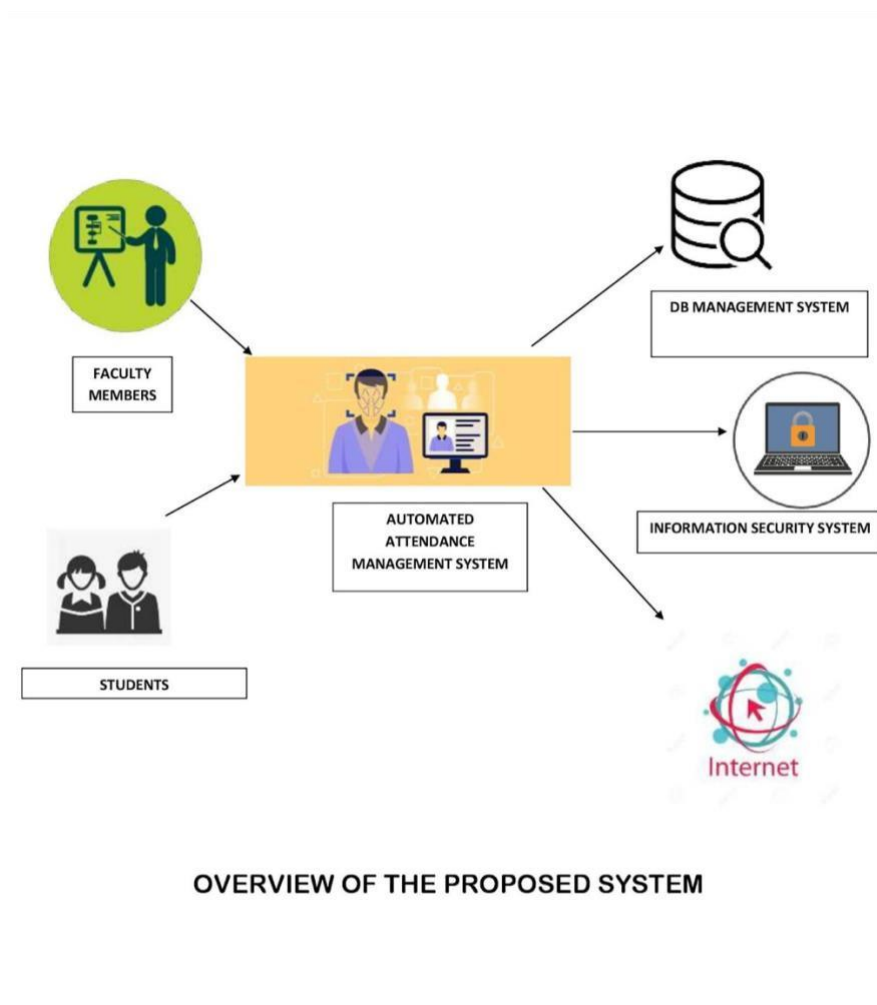 DB MANAGEMENT SYSTEM
FACULTY
MEMBERS
AUTOMATED
ATTENDANCE
MANAGEMENT SYSTEM
INFORMATION SECURITY SYSTEM
STUDENTS
Internet
OVERVIEW OF THE PROPOSED SYSTEM